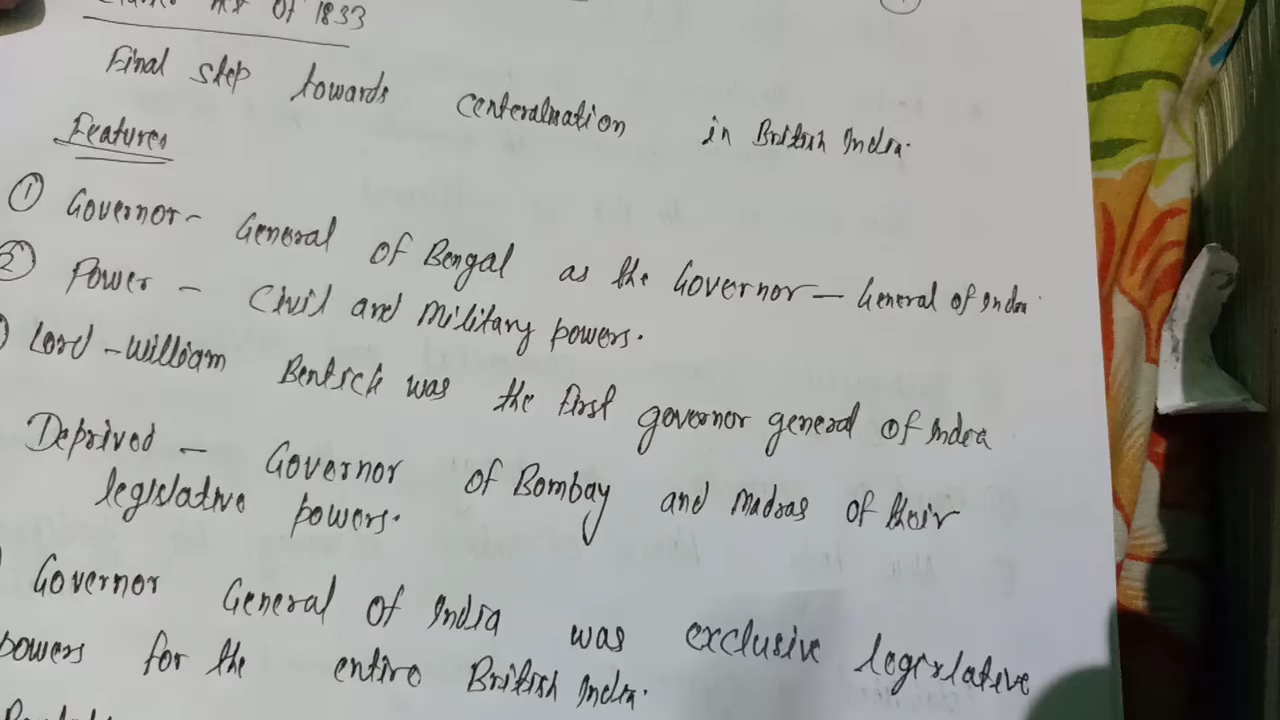 Act Of 1833
Final step towards centeralisation in British India.
Features
① Governor- General of Bengal as the Governor – General of India.
② Power – Civil and Military powers.
Lord -William Bentick was the first governor general of India
Deprived – Governor of Bombay and Madras of their
legislative powers.
Governor General of India was exclusive legislative
powers for the entire British India.